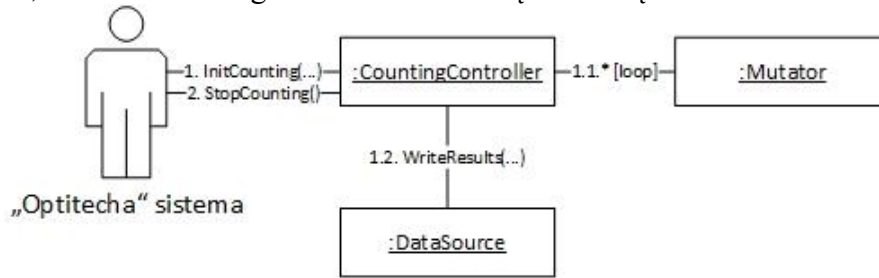 1. InitCounting(...)
2. StopCounting()
:CountingController
1.1.* [loop]
:Mutator
1.2. WriteResults(...)
„Optitecha“ sistema
:DataSource